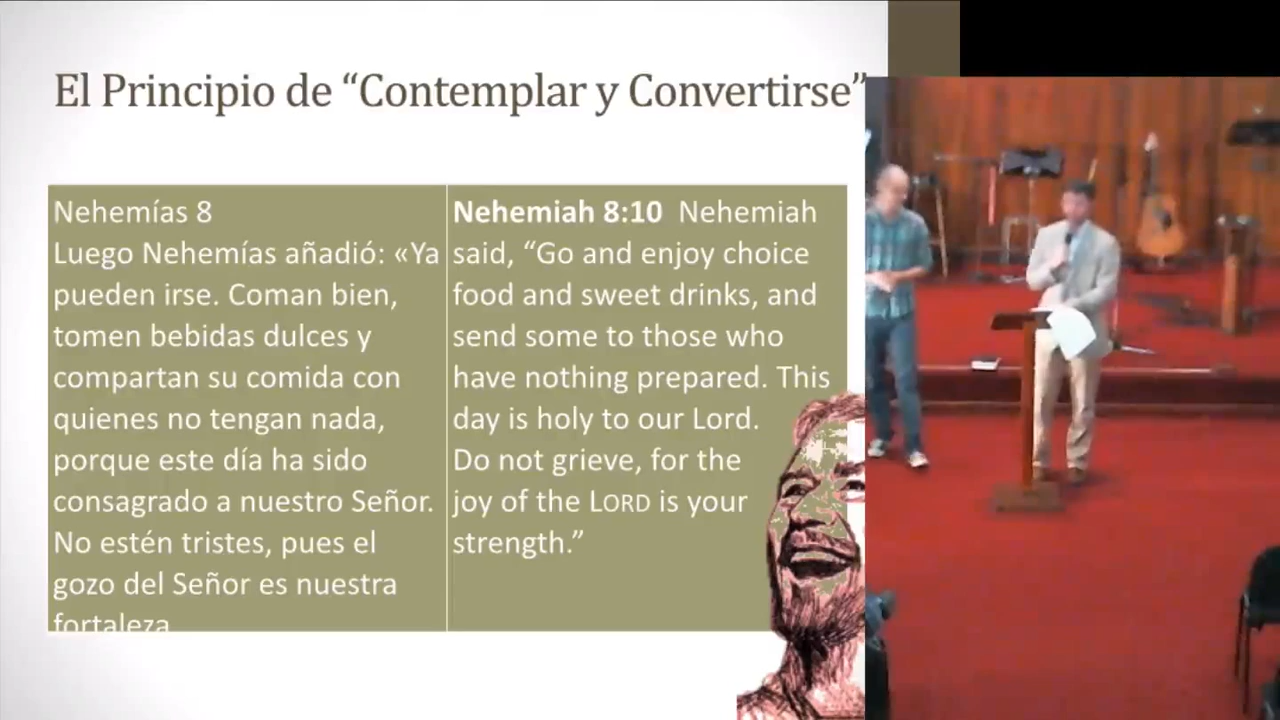 El Principio de “Contemplar y Convertirse”
Nehemías 8
Luego Nehemías añadió: «Ya
pueden irse. Coman bien,
tomen bebidas dulces y
compartan su comida con
quienes no tengan nada,
porque este día ha sido
consagrado a nuestro Señor.
No estén tristes, pues el
gozo del Señor es nuestra
fortaleza
Nehemiah 8:10 Nehemiah
said, “Go and enjoy choice
food and sweet drinks, and
send some to those who
have nothing prepared. This
day is holy to our Lord.
Do not grieve, for the
joy of the LORD is your
strength.”